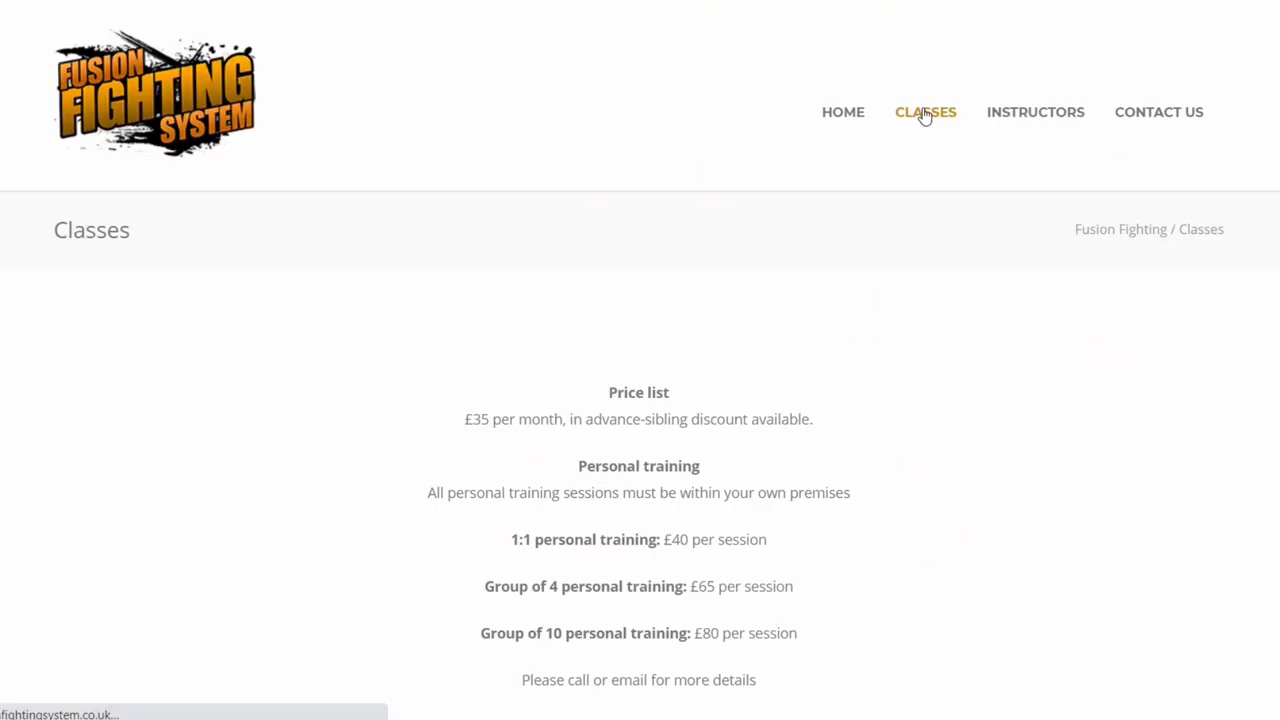 FUSION
FIGHTING
SYSTEM
HOME CLASSES INSTRUCTORS CONTACT US
Classes
Fusion Fighting / Classes
Price list
£35 per month, in advance-sibling discount available.
Personal training
All personal training sessions must be within your own premises
1:1 personal training: £40 per session
Group of 4 personal training: £65 per session
Group of 10 personal training: £80 per session
Please call or email for more details
fightingsystem.co.uk...